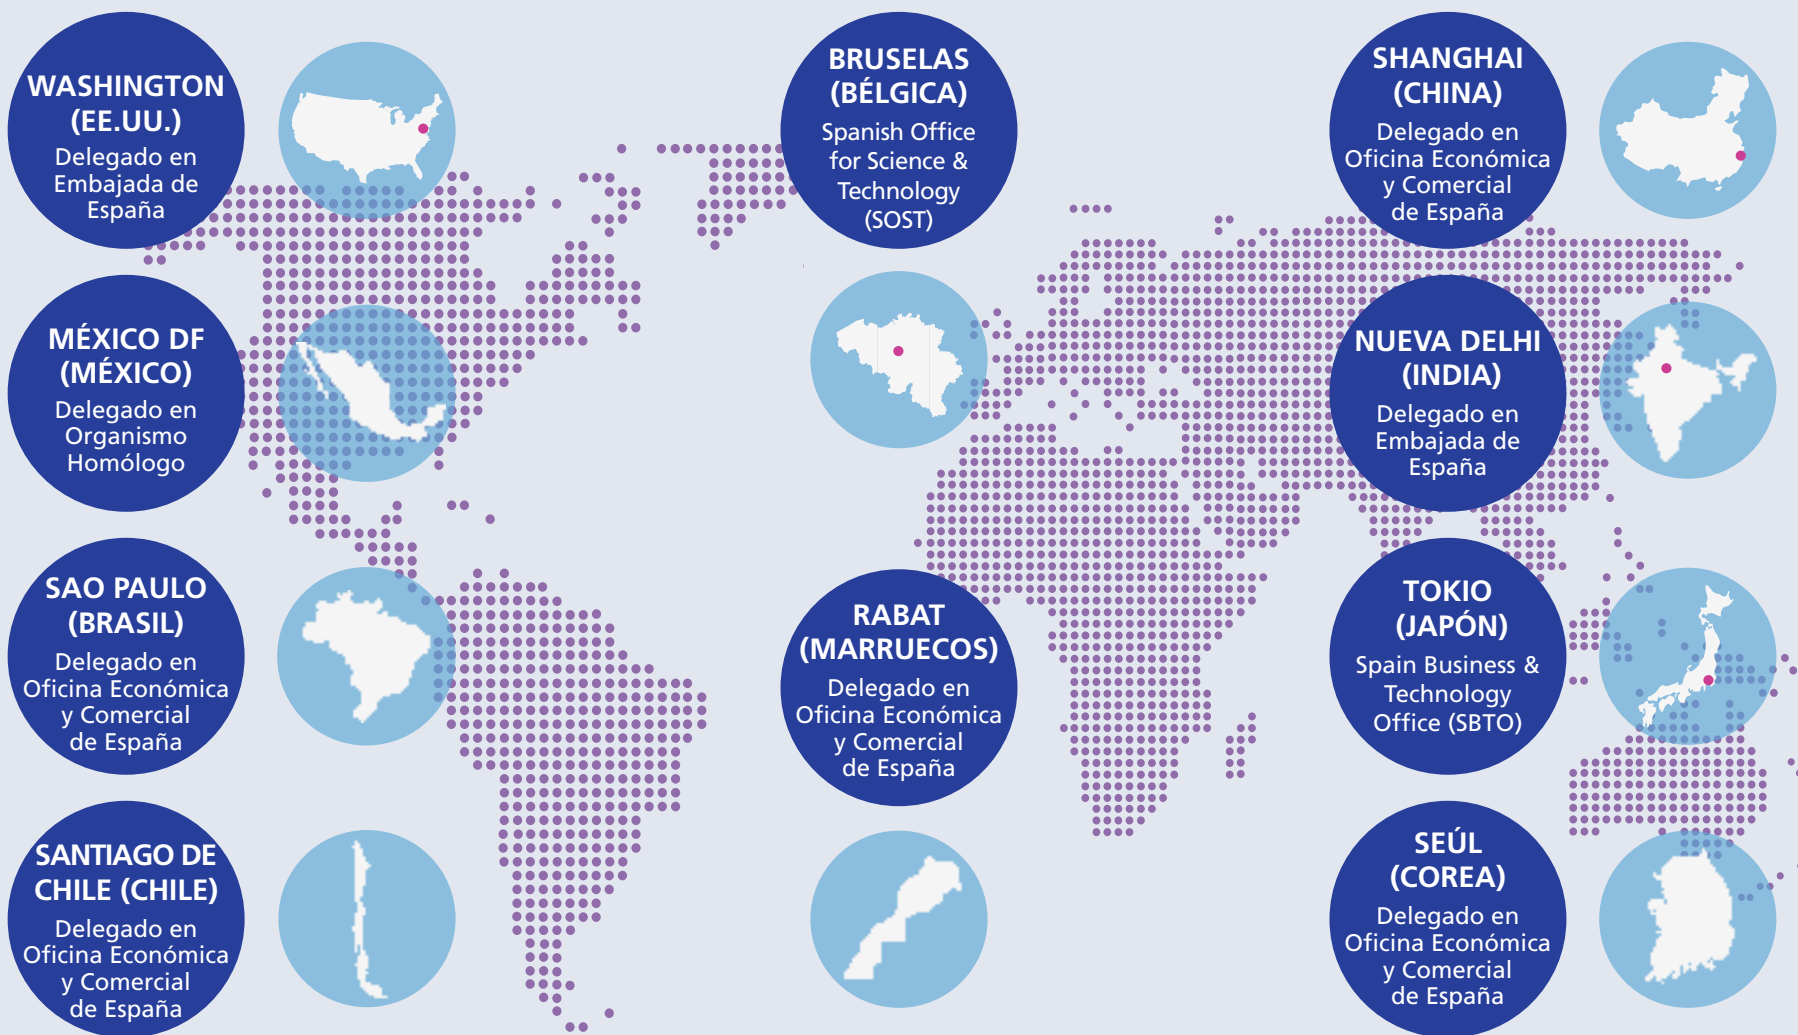 WASHINGTON
(EE.UU.)
Delegado en
Embajada de
España
MÉXICO DF
(MÉXICO)
Delegado en
Organismo
Homólogo
SAO PAULO
(BRASIL)
Delegado en
Oficina Económica
y Comercial
de España
SANTIAGO DE
CHILE (CHILE)
Delegado en
Oficina Económica
y Comercial
de España
BRUSELAS
(BÉLGICA)
Spanish Office
for Science &
Technology
(SOST)
RABAT
(MARRUECOS)
Delegado en
Oficina Económica
y Comercial
de España
SHANGHAI
(CHINA)
Delegado en
Oficina Económica
y Comercial
de España
NUEVA DELHI
(INDIA)
Delegado en
Embajada de
España
TOKIO
(JAPÓN)
Spain Business &
Technology
Office (SBTO)
SEÚL
(COREA)
Delegado en
Oficina Económica
y Comercial
de España